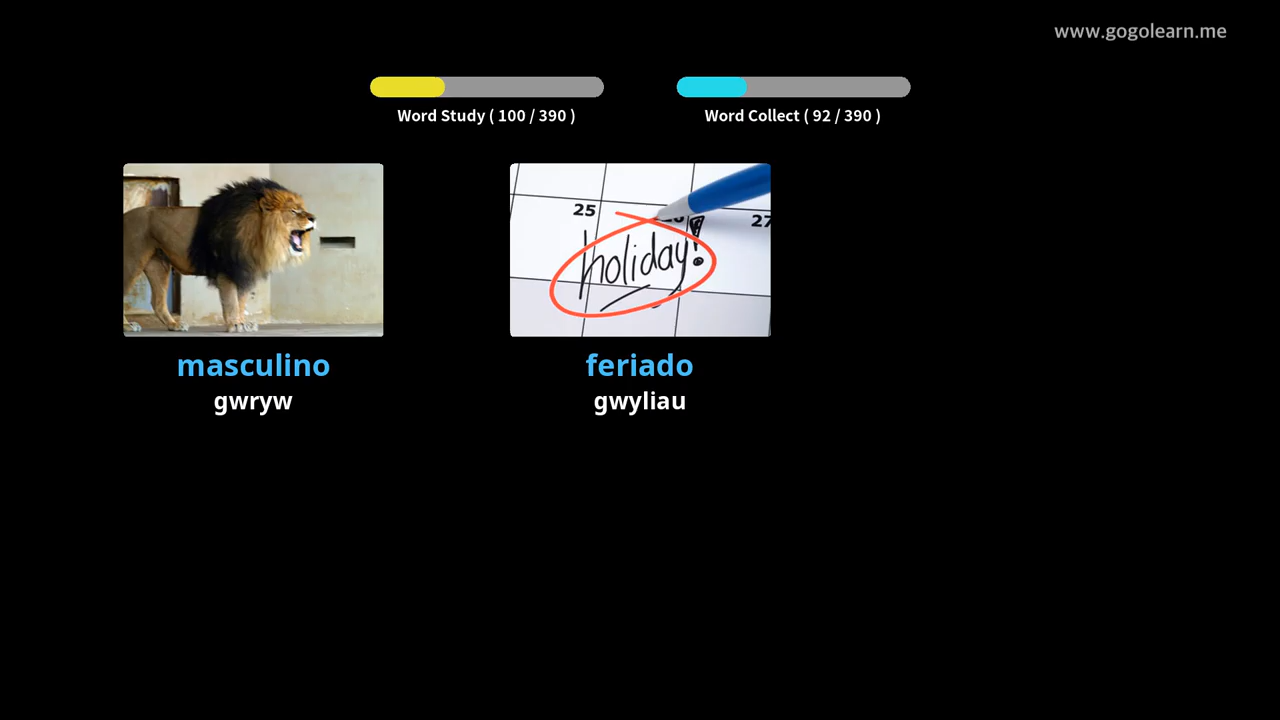 www.gogolearn.me
Word Study ( 100 / 390 )
Word Collect ( 92 / 390 )
25
27
holiday!
masculino
feriado
gwryw
gwyliau